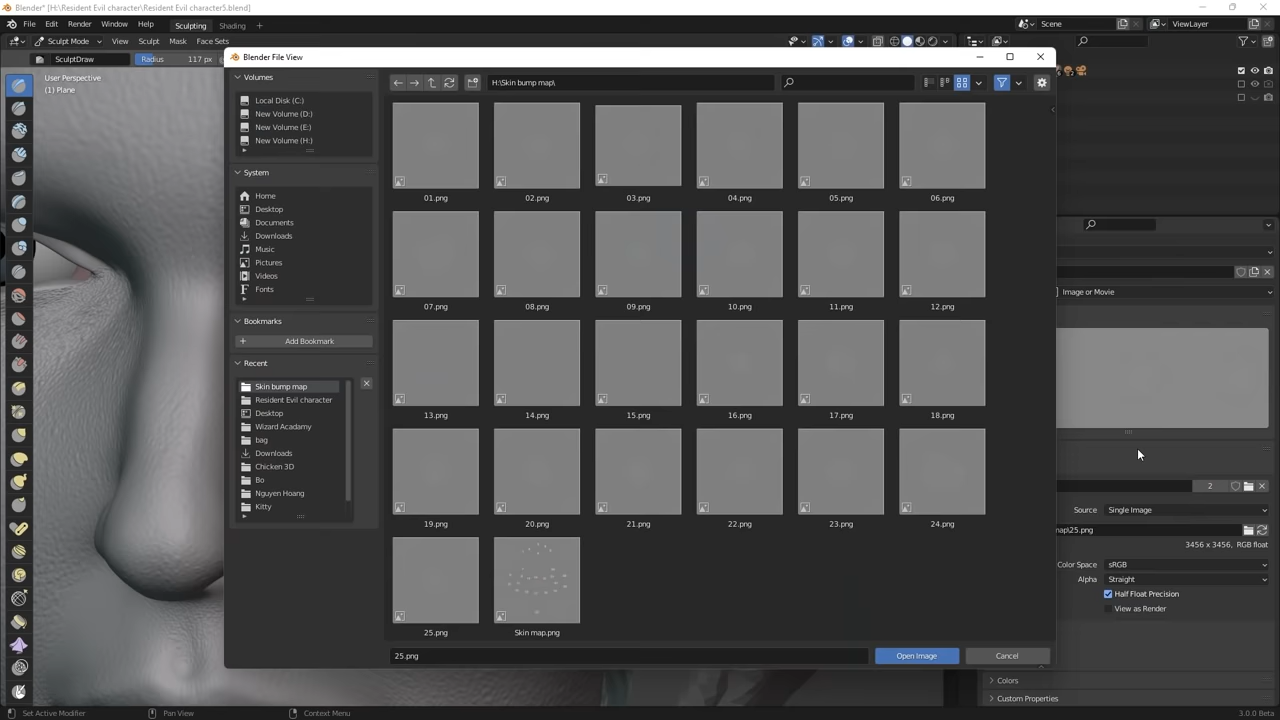 Blender* [H:\Resident Evil character\Resident Evil character5.blend]
File Edit Render Window Help Sculpting Shading + Scene ViewLayer
Sculpt Mode View Sculpt Mask Face Sets
Blender File View
SculptDraw Radius 117 px
User Perspective
(1) Plane
Volumes
Local Disk (C:)
New Volume (D:)
New Volume (E:)
New Volume (H:)
System
Home
Desktop
Documents
Downloads
Music
Pictures
Videos
Fonts
Bookmarks
Add Bookmark
Recent
Skin bump map
Resident Evil character
Desktop
Wizard Acadamy
bag
Downloads
Chicken 3D
Bo
Nguyen Hoang
Kitty
H:\Skin bump map\
01.png 02.png 03.png 04.png 05.png 06.png
07.png 08.png 09.png 10.png 11.png 12.png
13.png 14.png 15.png 16.png 17.png 18.png
19.png 20.png 21.png 22.png 23.png 24.png
25.png Skin map.png
25.png Open Image Cancel
Image or Movie
2
Source Single Image
map\25.png
3456 x 3456, RGB float
Color Space sRGB
Alpha Straight
Half Float Precision
View as Render
Colors
Custom Properties
Set Active Modifier Pan View Context Menu 3.0.0 Beta